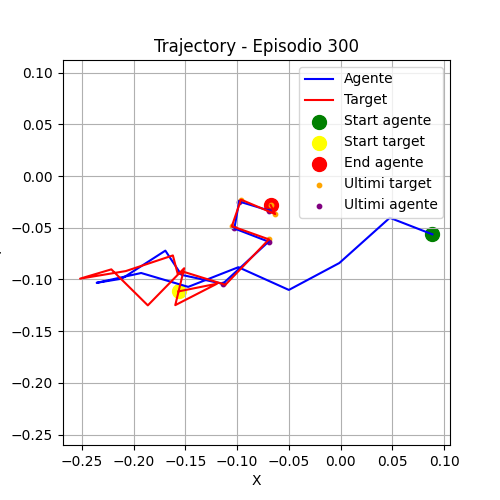 Trajectory - Episodio 300
Agente
Target
Start agente
Start target
End agente
Ultimi target
Ultimi agente
0.10
0.05
0.00
−0.05
−0.10
−0.15
−0.20
−0.25
−0.25 −0.20 −0.15 −0.10 −0.05 0.00 0.05 0.10
X